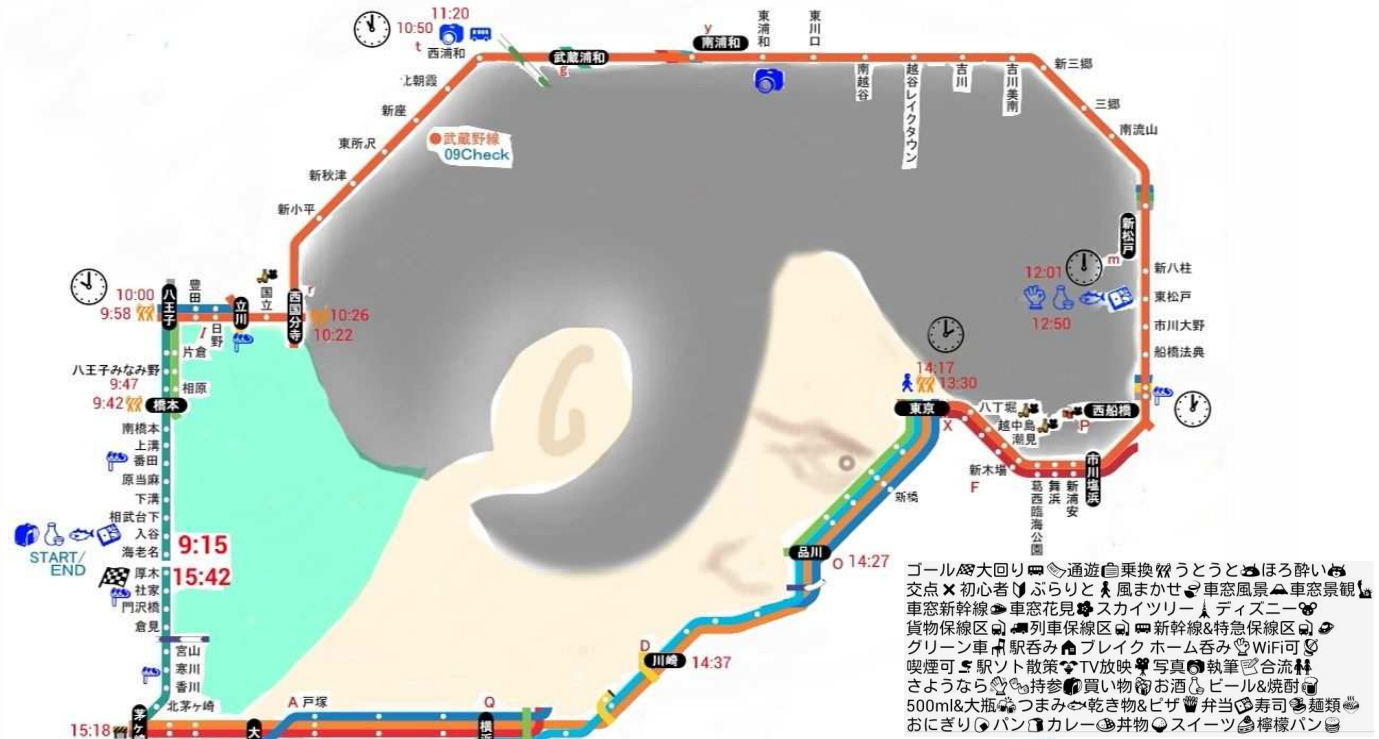 11:20
10:50
t
西浦和
武蔵浦和
g
y
南浦和
東浦和
東川口
南越谷
越谷レイクタウン
吉川
吉川美南
新三郷
三郷
南流山
北朝霞
新座
東所沢
新秋津
新小平
武蔵野線
09Check
新松戸
m
12:01
12:50
新八柱
東松戸
市川大野
船橋法典
10:00
9:58
八王子
豊田
日野
立川
国立
西国分寺
r
10:26
10:22
片倉
八王子みなみ野
9:47
相原
9:42
橋本
南橋本
上溝
番田
原当麻
下溝
相武台下
入谷
海老名
START/
END
9:15
厚木
15:42
社家
門沢橋
倉見
宮山
寒川
香川
北茅ヶ崎
15:18
茅ヶ
大
A 戸塚
Q
横浜
14:17
13:30
東京
X
八丁堀
越中島
潮見
P
西船橋
新木場
F
葛西臨海公園
舞浜
新浦安
市川塩浜
新橋
品川
O 14:27
D
川崎
14:37
ゴール 大回り 通遊 乗換 うとうと ほろ酔い
交点 初心者 ぶらりと 風まかせ 車窓風景 車窓景観
車窓新幹線 車窓花見 スカイツリー ディズニー
貨物保線区 列車保線区 新幹線&特急保線区
グリーン車 駅呑み ブレイク ホーム呑み WiFi可
喫煙可 駅ソト散策 TV放映 写真 執筆 合流
さようなら 持参 買い物 お酒 ビール&焼酎
500ml&大瓶 つまみ 乾き物&ピザ 弁当 寿司 麺類
おにぎり パン カレー 丼物 スイーツ 檸檬パン